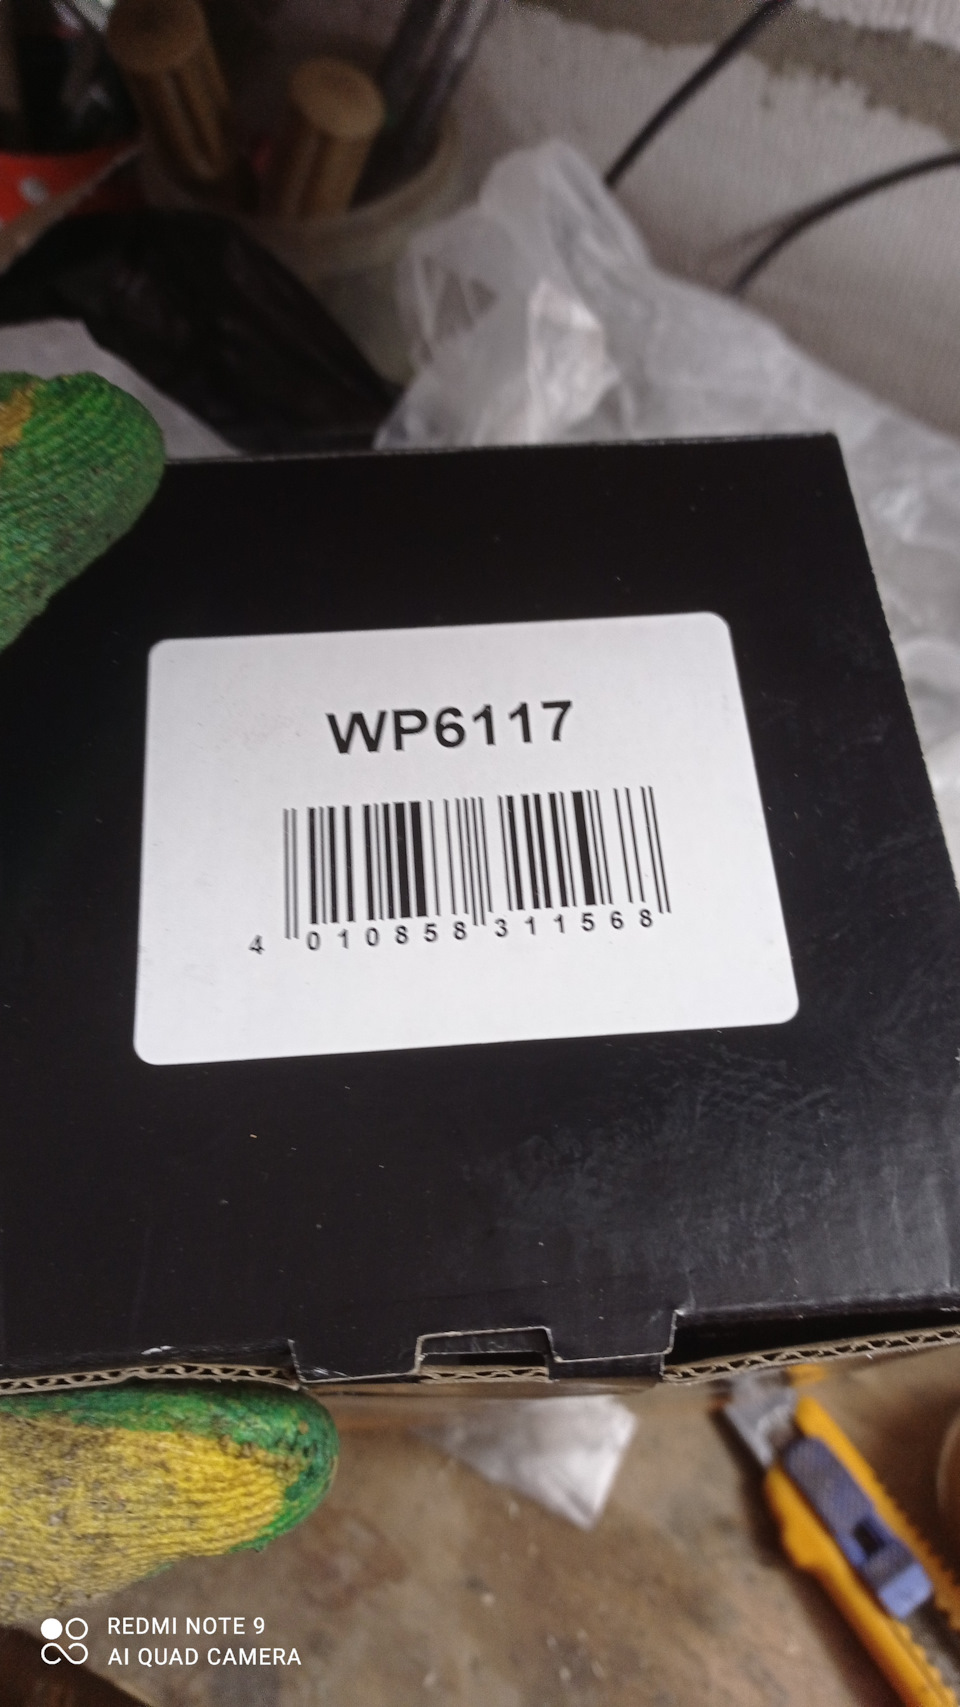 WP6117
4 010858 311568
REDMI NOTE 9
AI QUAD CAMERA